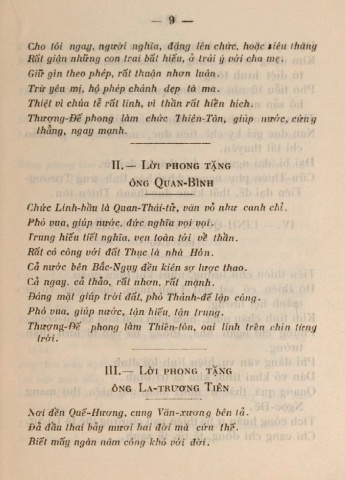 — 9 —
Cho tôi ngay, người nghĩa, đặng lên chức, hoặc siêu thăng
Rất giận những con trai bất hiếu, ở trái ý với cha mẹ.
Giữ gìn theo phép, rất thuận nhơn luân.
Trừ yêu mị, hộ phép chánh dẹp tà ma.
Thiệt vì chúa tể rất linh, vì thần rất hiền hích.
Thượng-Đế phong làm chức Thiên-Tôn, giúp nước, cứng
thẳng, ngay mạnh.
II.— LỜI PHONG TẶNG
ÔNG QUAN-BÌNH
Chức Linh-hầu là Quan-Thái-tử, văn võ như canh chỉ.
Phò vua, giúp nước, đức nghĩa vọi vọi.
Trung hiếu tiết nghĩa, vẹn toàn tôi về thần.
Rất có công với đất Thục là nhà Hớn.
Cả nước bên Bắc-Ngụy đều kiên sợ lược thao.
Cả ngay, cả thảo, rất nhơn, rất mạnh.
Đáng mặt giúp trời đất, phò Thánh-đế lập công.
Phò vua, giúp nước, tận hiếu, tận trung.
Thượng-Đế phong làm Thiên-tôn, oai linh trên chín từng
trời.
III.— LỜI PHONG TẶNG
ÔNG LA-TRƯƠNG TIÊN
Nơi đền Quế-Hương, cung Văn-xương bên tả.
Đã đầu thai bảy mươi hai đời mà cứu thế.
Biết mấy ngàn năm công khó với đời.